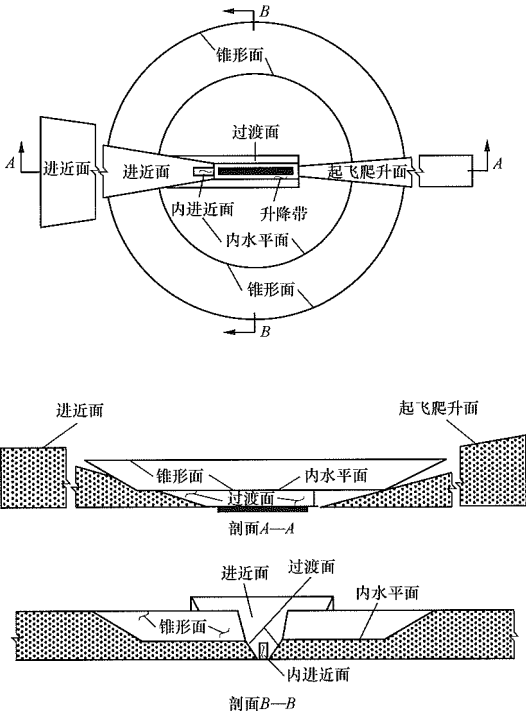 B
锥形面
过渡面
A
进近面
进近面
起飞爬升面
A
内进近面
升降带
内水平面
锥形面
B
进近面
起飞爬升面
锥形面
内水平面
过渡面
剖面A—A
进近面
过渡面
内水平面
锥形面
内进近面
剖面B—B